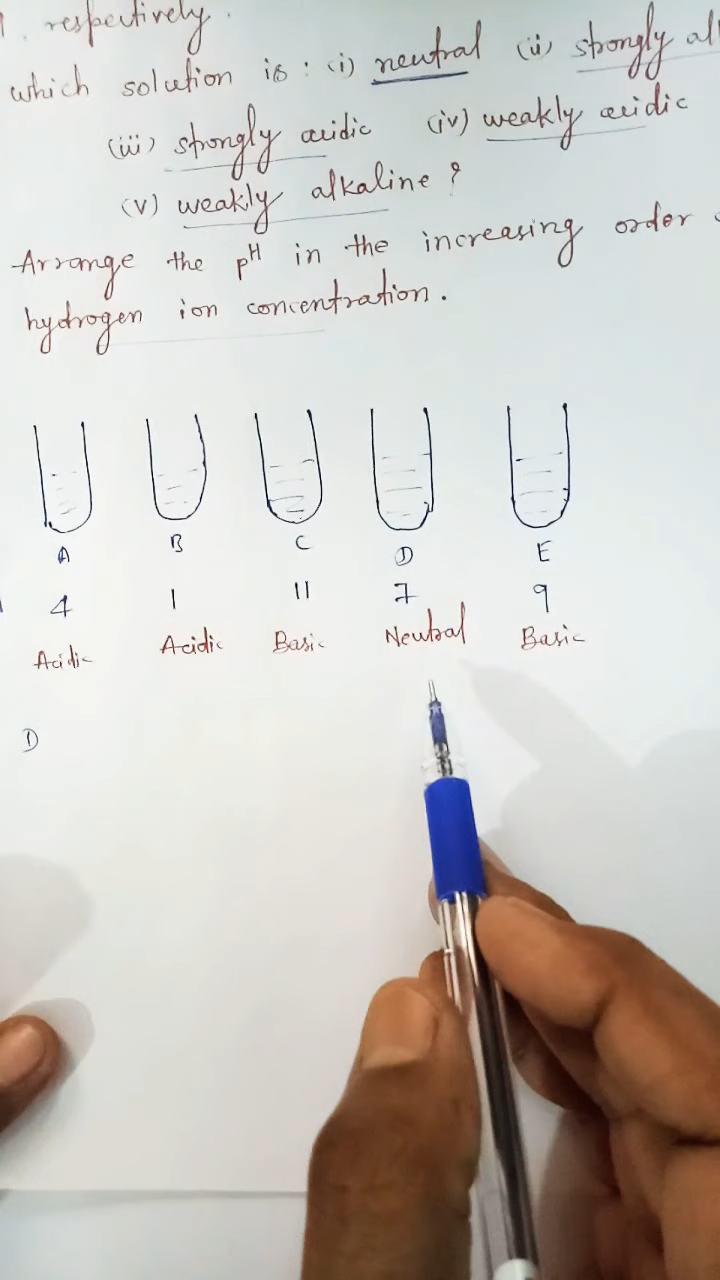 respectively.
which solution is : (i) neutral (ii) strongly
(iii) strongly acidic (iv) weakly acidic
(v) weakly alkaline ?
Arrange the pH in the increasing order
hydrogen ion concentration.
A B C D E
4 1 11 7 9
Acidic Acidic Basic Neutral Basic
D